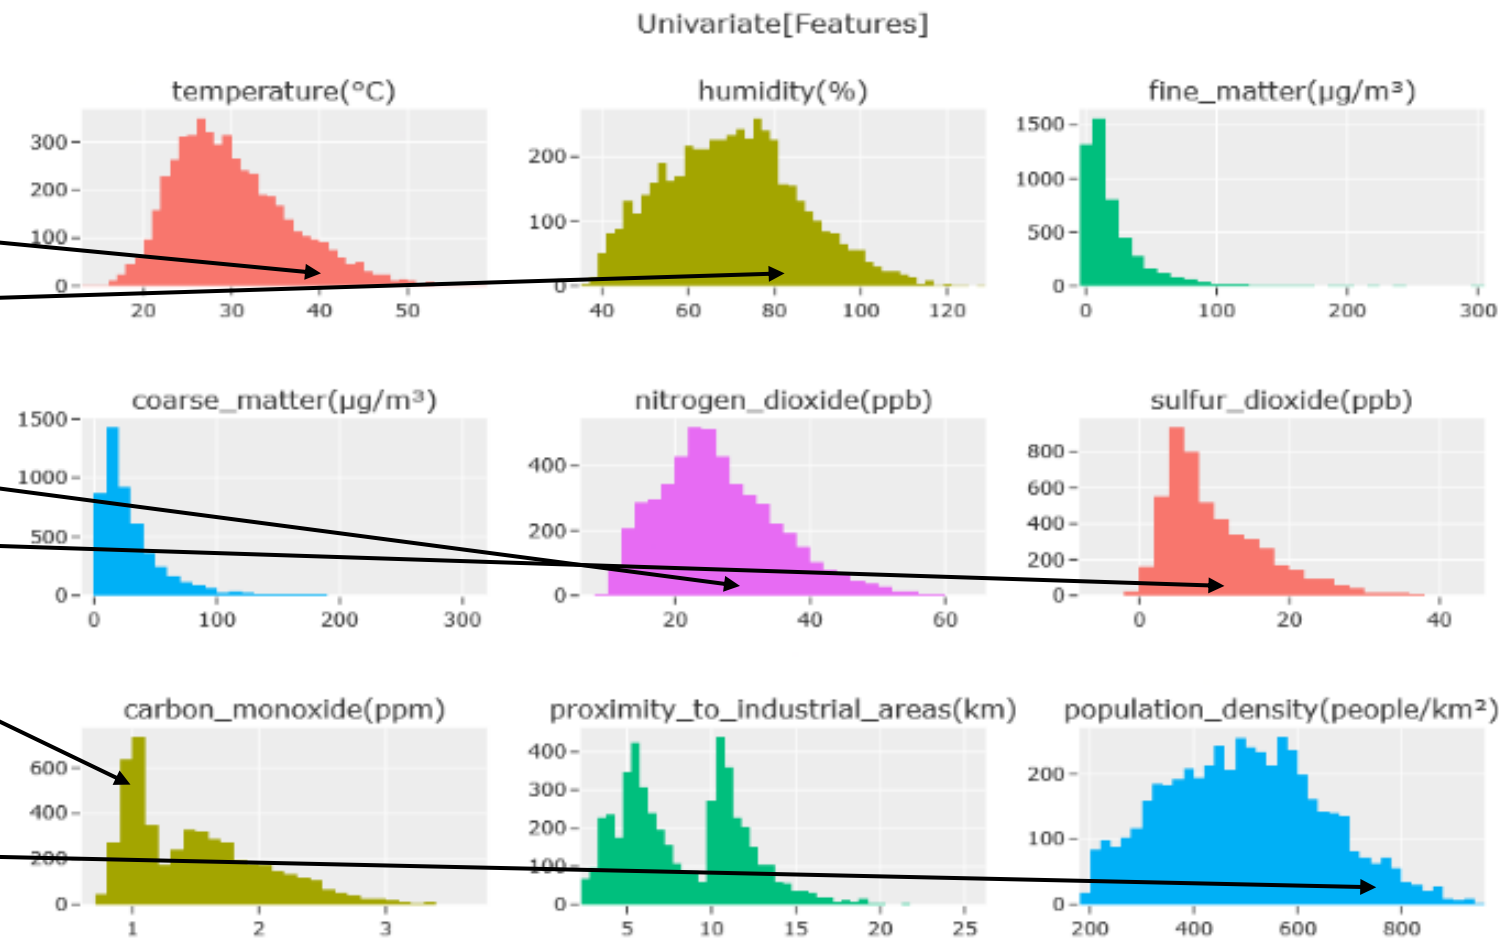 Univariate[Features]
temperature(°C)
300
200
100
0
20 30 40 50
humidity(%)
200
100
0
40 60 80 100 120
fine_matter(µg/m³)
1500
1000
500
0
0 100 200 300
coarse_matter(µg/m³)
1500
1000
500
0
0 100 200 300
nitrogen_dioxide(ppb)
400
200
0
20 40 60
sulfur_dioxide(ppb)
800
600
400
200
0
0 20 40
carbon_monoxide(ppm)
600
400
200
0
1 2 3
proximity_to_industrial_areas(km)
400
300
200
100
0
5 10 15 20 25
population_density(people/km²)
200
100
0
200 400 600 800